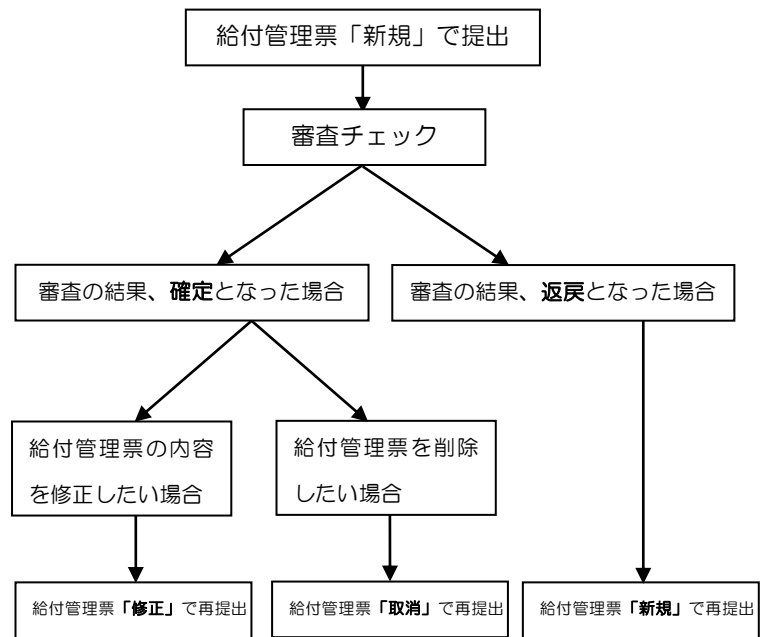 給付管理票「新規」で提出
審査チェック
審査の結果、確定となった場合
審査の結果、返戻となった場合
給付管理票の内容
を修正したい場合
給付管理票を削除
したい場合
給付管理票「修正」で再提出
給付管理票「取消」で再提出
給付管理票「新規」で再提出